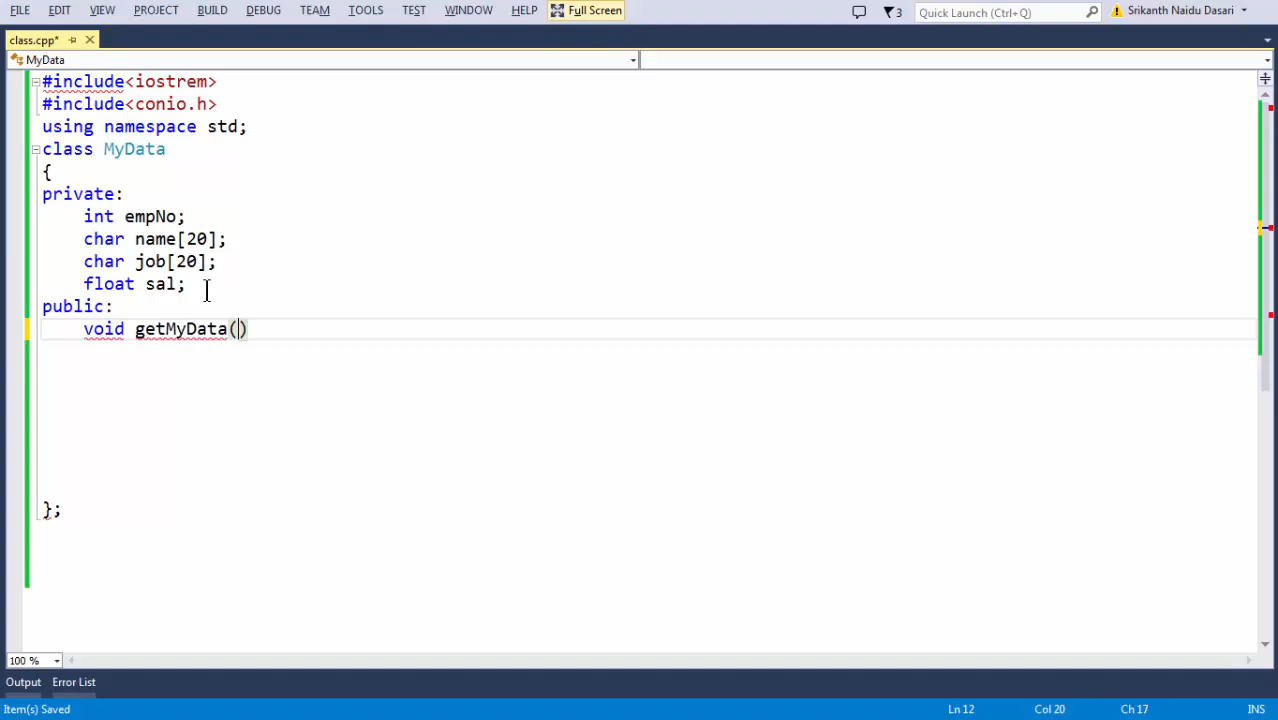 FILE EDIT VIEW PROJECT BUILD DEBUG TEAM TOOLS TEST WINDOW HELP Full Screen 3 Quick Launch (Ctrl+Q) Srikanth Naidu Dasari
class.cpp*
MyData
#include<iostrem>
#include<conio.h>
using namespace std;
class MyData
{
private:
int empNo;
char name[20];
char job[20];
float sal;
public:
void getMyData()
};
100 %
Output Error List
Item(s) Saved Ln 12 Col 20 Ch 17 INS